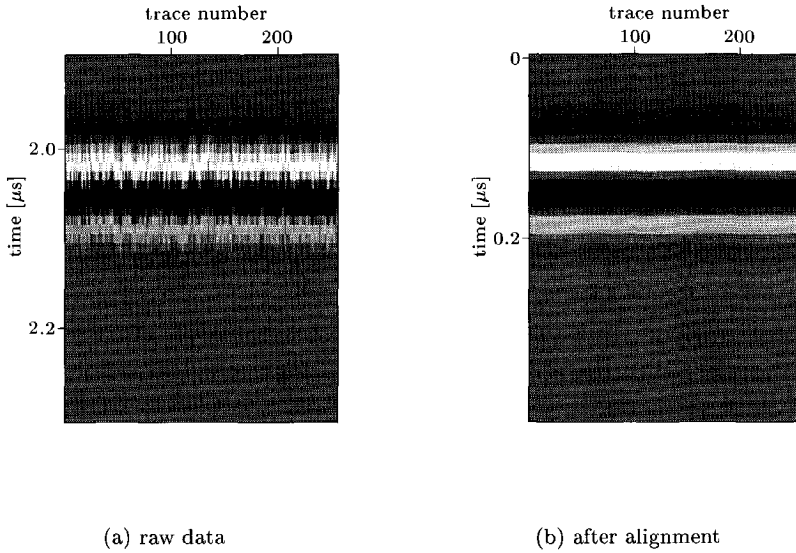 trace number
100 200
2.0
time [μs]
2.2
(a) raw data
trace number
100 200
0
time [μs]
0.2
(b) after alignment